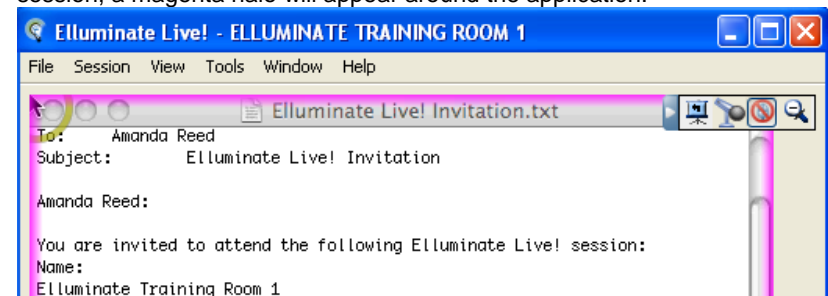 session, a magenta halo will appear around the application.
Elluminate Live! - ELLUMINATE TRAINING ROOM 1
File Session View Tools Window Help
Elluminate Live! Invitation.txt
To: Amanda Reed
Subject: Elluminate Live! Invitation
Amanda Reed:
You are invited to attend the following Elluminate Live! session:
Name:
Elluminate Training Room 1